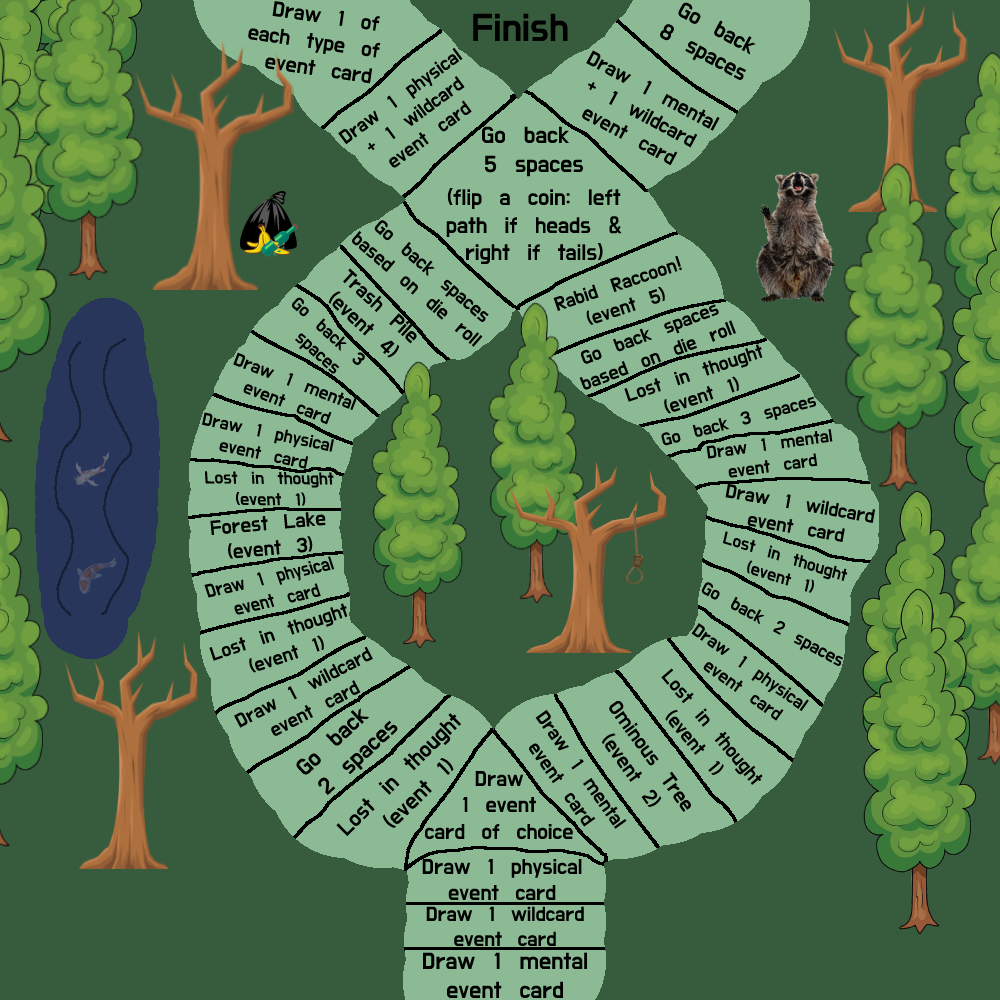 Finish
Draw 1 of
each type of
event card
Draw 1 physical
+ 1 wildcard
event card
Go back
8 spaces
Draw 1 mental
+ 1 wildcard
event card
Go back
5 spaces
(flip a coin: left
path if heads &
right if tails)
Go back spaces
based on die roll
Trash Pile
(event 4)
Go back 3
spaces
Draw 1 mental
event card
Draw 1 physical
event card
Lost in thought
(event 1)
Forest Lake
(event 3)
Draw 1 physical
event card
Lost in thought
(event 1)
Draw 1 wildcard
event card
Go back
2 spaces
Lost in thought
(event 1)
Rabid Raccoon!
(event 5)
Go back spaces
based on die roll
Lost in thought
(event 1)
Go back 3 spaces
Draw 1 mental
event card
Draw 1 wildcard
event card
Lost in thought
(event 1)
Go back 2 spaces
Draw 1 physical
event card
Lost in thought
(event 1)
Ominous Tree
(event 2)
Draw 1 mental
event card
Draw
1 event
card of choice
Draw 1 physical
event card
Draw 1 wildcard
event card
Draw 1 mental
event card